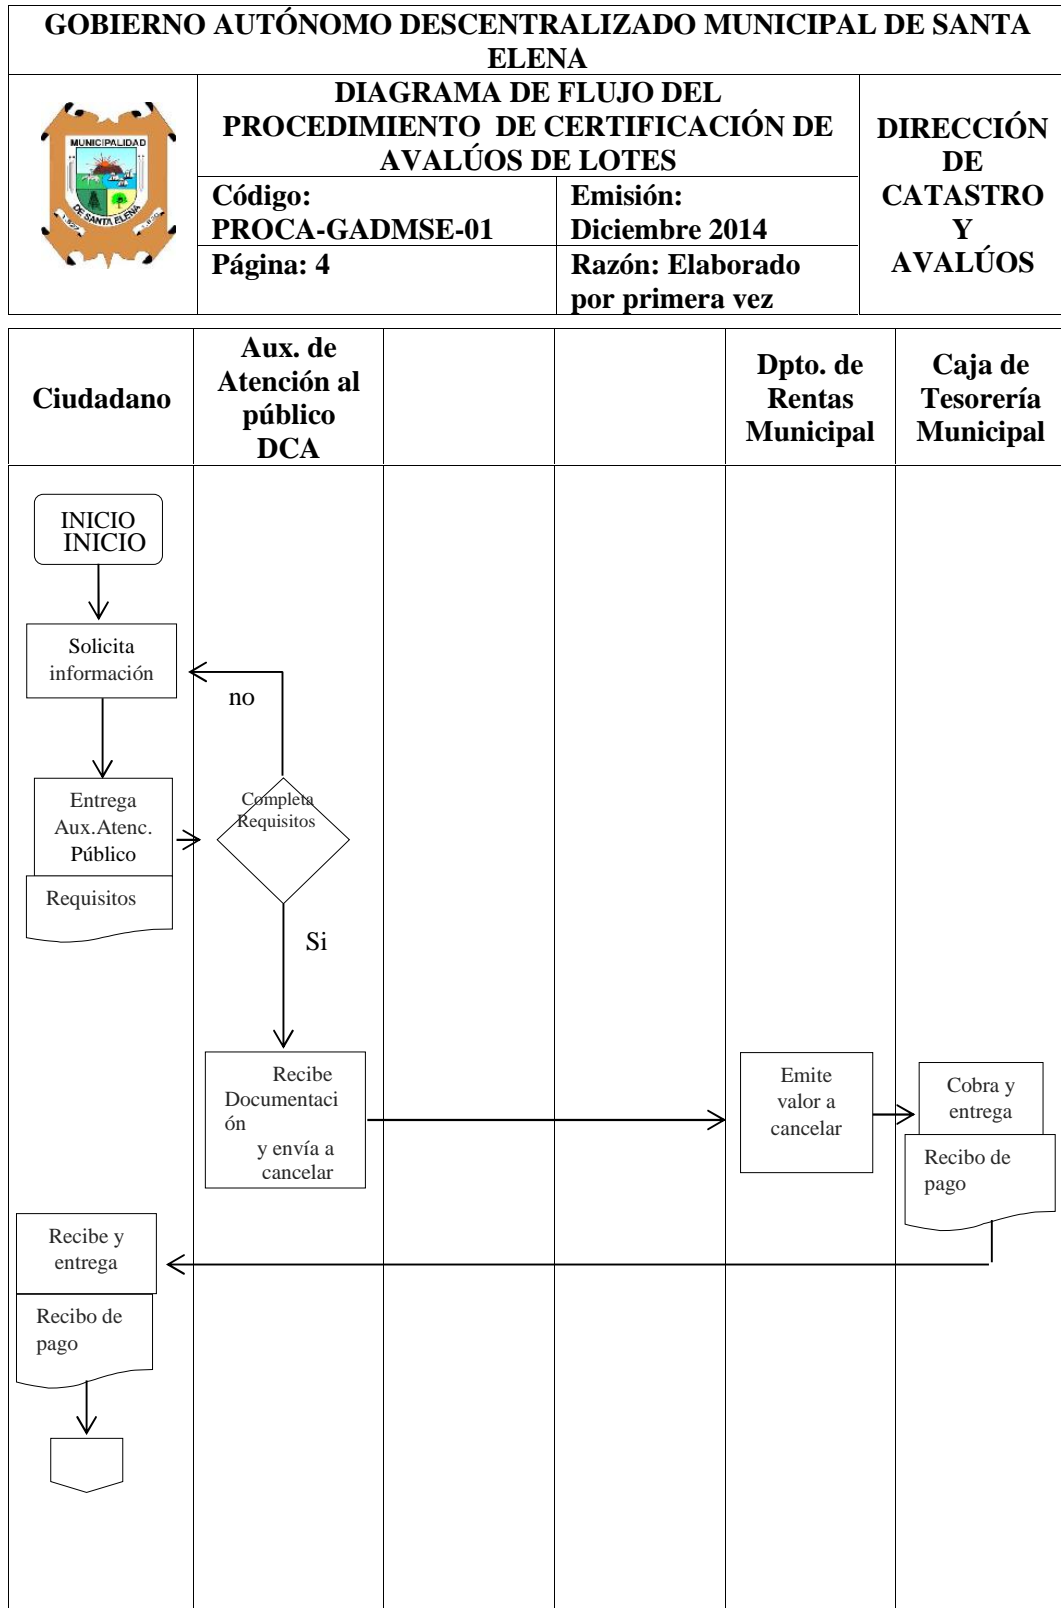 GOBIERNO AUTÓNOMO DESCENTRALIZADO MUNICIPAL DE SANTA
ELENA
MUNICIPALIDAD
DE SANTA ELENA
DIAGRAMA DE FLUJO DEL
PROCEDIMIENTO DE CERTIFICACIÓN DE
AVALÚOS DE LOTES
Código:
PROCA-GADMSE-01
Emisión:
Diciembre 2014
Página: 4
Razón: Elaborado
por primera vez
DIRECCIÓN
DE
CATASTRO
Y
AVALÚOS
Ciudadano
Aux. de
Atención al
público
DCA
Dpto. de
Rentas
Municipal
Caja de
Tesorería
Municipal
INICIO
INICIO
Solicita
información
no
Entrega
Aux.Atenc.
Público
Requisitos
Completa
Requisitos
Si
Recibe
Documentaci
ón
y envía a
cancelar
Emite
valor a
cancelar
Cobra y
entrega
Recibo de
pago
Recibe y
entrega
Recibo de
pago